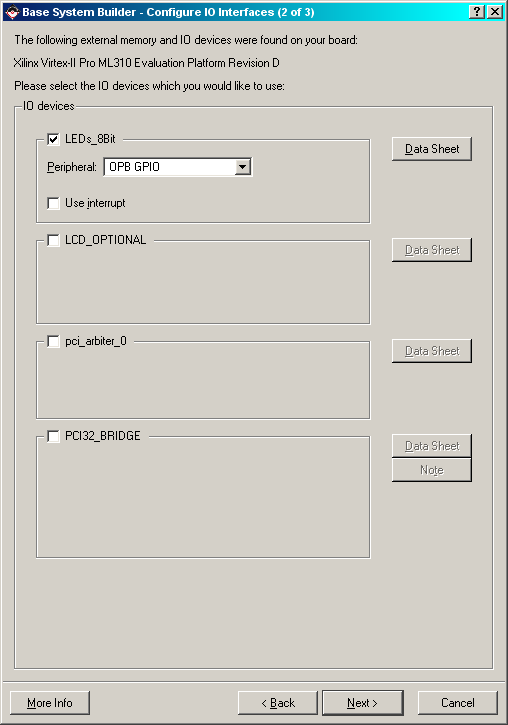 Base System Builder - Configure IO Interfaces (2 of 3)
The following external memory and IO devices were found on your board:
Xilinx Virtex-II Pro ML310 Evaluation Platform Revision D
Please select the IO devices which you would like to use:
IO devices
LEDs_8Bit
Data Sheet
Peripheral: OPB GPIO
Use interrupt
LCD_OPTIONAL
Data Sheet
pci_arbiter_0
Data Sheet
PCI32_BRIDGE
Data Sheet
Note
More Info
< Back
Next >
Cancel